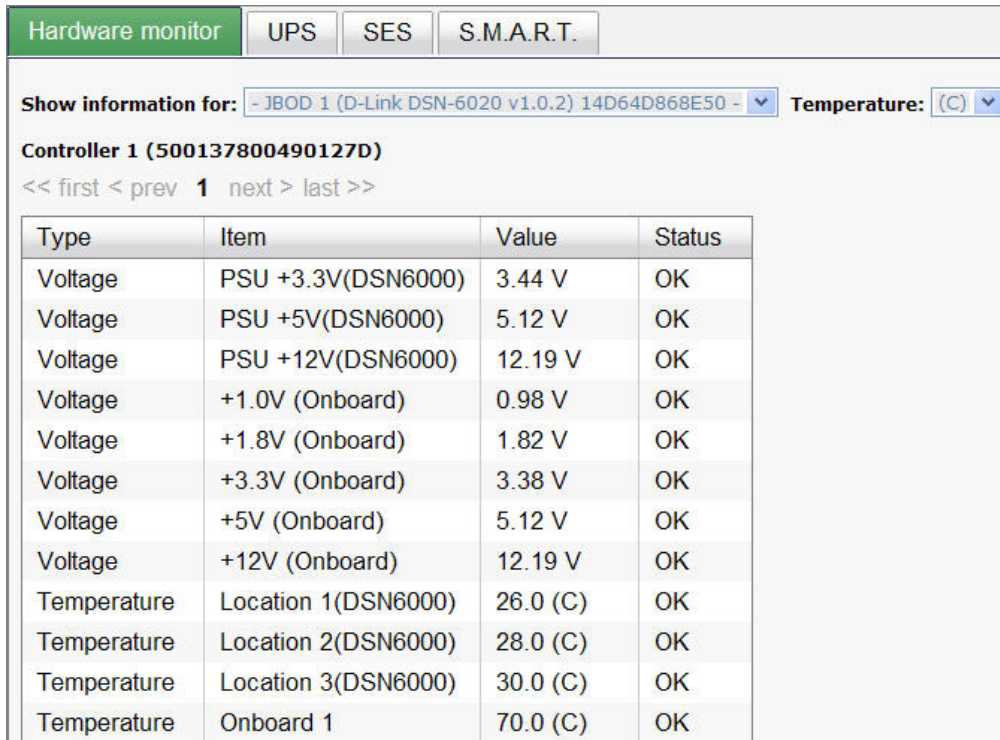 Hardware monitor UPS SES S.M.A.R.T.
Show information for: - JBOD 1 (D-Link DSN-6020 v1.0.2) 14D64D868E50 - Temperature: (C)
Controller 1 (500137800490127D)
<< first < prev 1 next > last >>
Type Item Value Status
Voltage PSU +3.3V(DSN6000) 3.44 V OK
Voltage PSU +5V(DSN6000) 5.12 V OK
Voltage PSU +12V(DSN6000) 12.19 V OK
Voltage +1.0V (Onboard) 0.98 V OK
Voltage +1.8V (Onboard) 1.82 V OK
Voltage +3.3V (Onboard) 3.38 V OK
Voltage +5V (Onboard) 5.12 V OK
Voltage +12V (Onboard) 12.19 V OK
Temperature Location 1(DSN6000) 26.0 (C) OK
Temperature Location 2(DSN6000) 28.0 (C) OK
Temperature Location 3(DSN6000) 30.0 (C) OK
Temperature Onboard 1 70.0 (C) OK